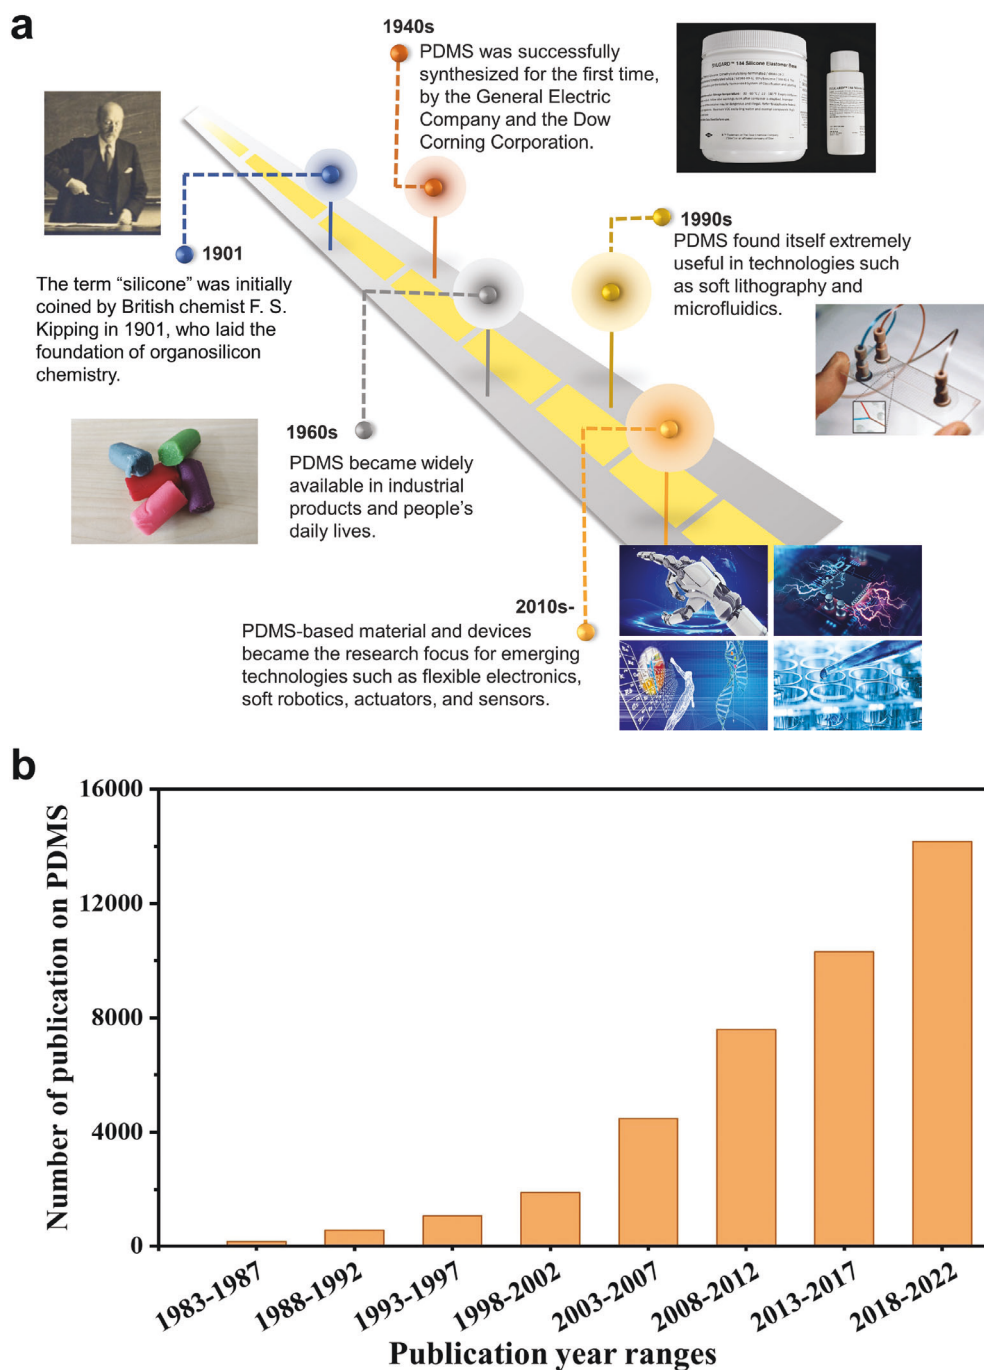 a
1940s
PDMS was successfully
synthesized for the first time,
by the General Electric
Company and the Dow
Corning Corporation.
184 Silicone Elastomer Base
1901
The term “silicone” was initially
coined by British chemist F. S.
Kipping in 1901, who laid the
foundation of organosilicon
chemistry.
1990s
PDMS found itself extremely
useful in technologies such
as soft lithography and
microfluidics.
1960s
PDMS became widely
available in industrial
products and people’s
daily lives.
2010s-
PDMS-based material and devices
became the research focus for emerging
technologies such as flexible electronics,
soft robotics, actuators, and sensors.
b
Number of publication on PDMS
16000
12000
8000
4000
0
1983-1987
1988-1992
1993-1997
1998-2002
2003-2007
2008-2012
2013-2017
2018-2022
Publication year ranges